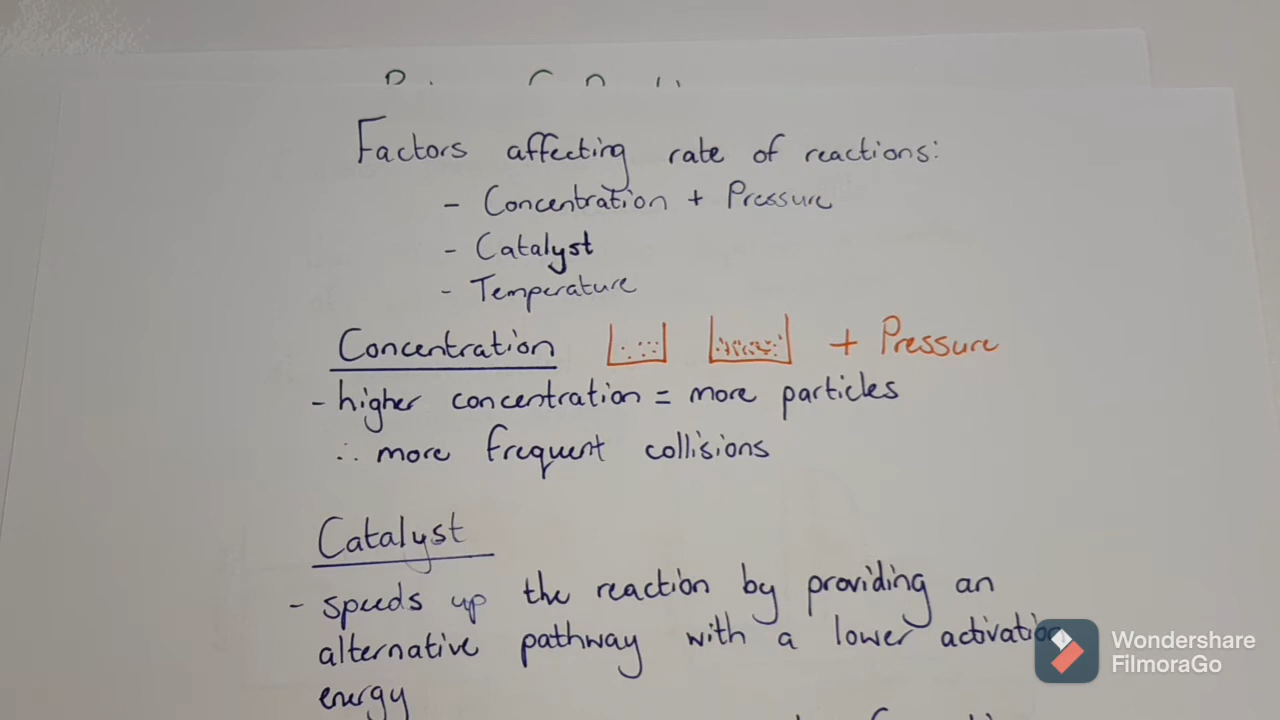 Factors affecting rate of reactions:
- Concentration + Pressure
- Catalyst
- Temperature
Concentration + Pressure
- higher concentration = more particles
∴ more frequent collisions
Catalyst
- speeds up the reaction by providing an
alternative pathway with a lower activation
energy
Wondershare
FilmoraGo